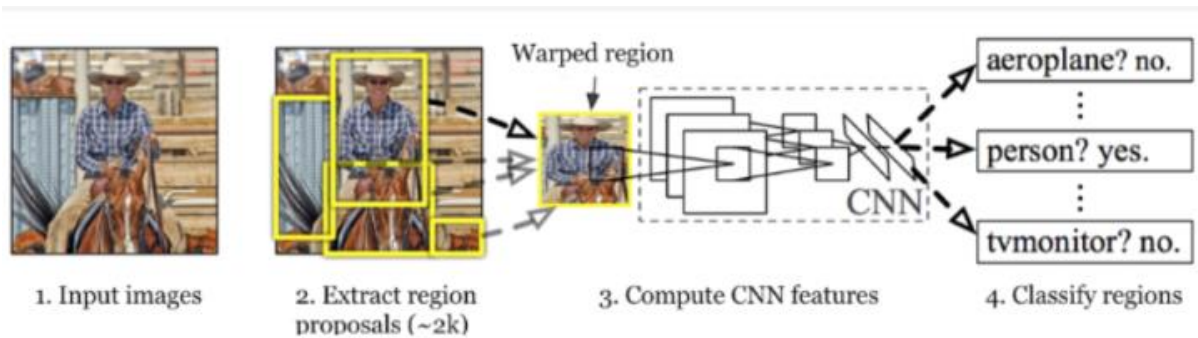 Warped region
aeroplane? no.
person? yes.
CNN
tvmonitor? no.
1. Input images
2. Extract region
proposals (~2k)
3. Compute CNN features
4. Classify regions